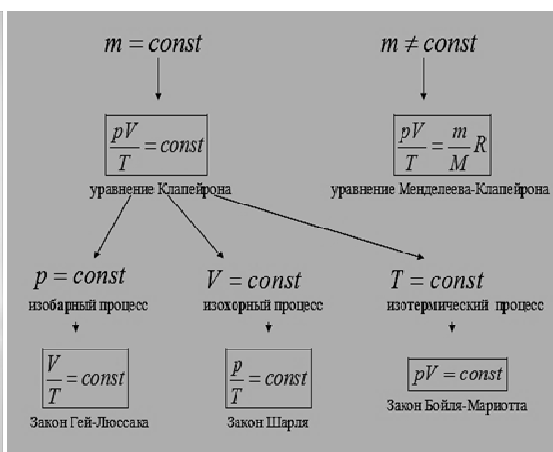 m = const
m ≠ const
pV/T = const
pV/T = m/M R
уравнение Клапейрона
уравнение Менделеева-Клапейрона
p = const
V = const
T = const
изобарный процесс
изохорный процесс
изотермический процесс
V/T = const
p/T = const
pV = const
Закон Гей-Люссака
Закон Шарля
Закон Бойля-Мариотта